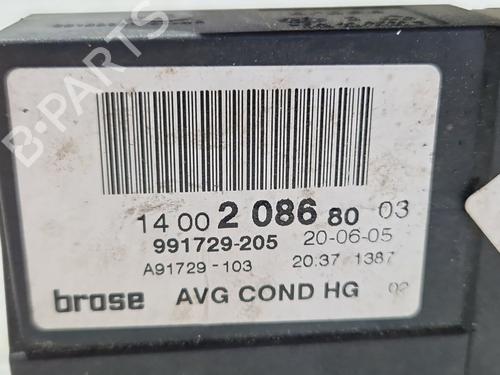 14 00 2 086 80 03
991729-205 20-06-05
A91729-103 20.37 1387
brose AVG COND HG 02
B-PARTS